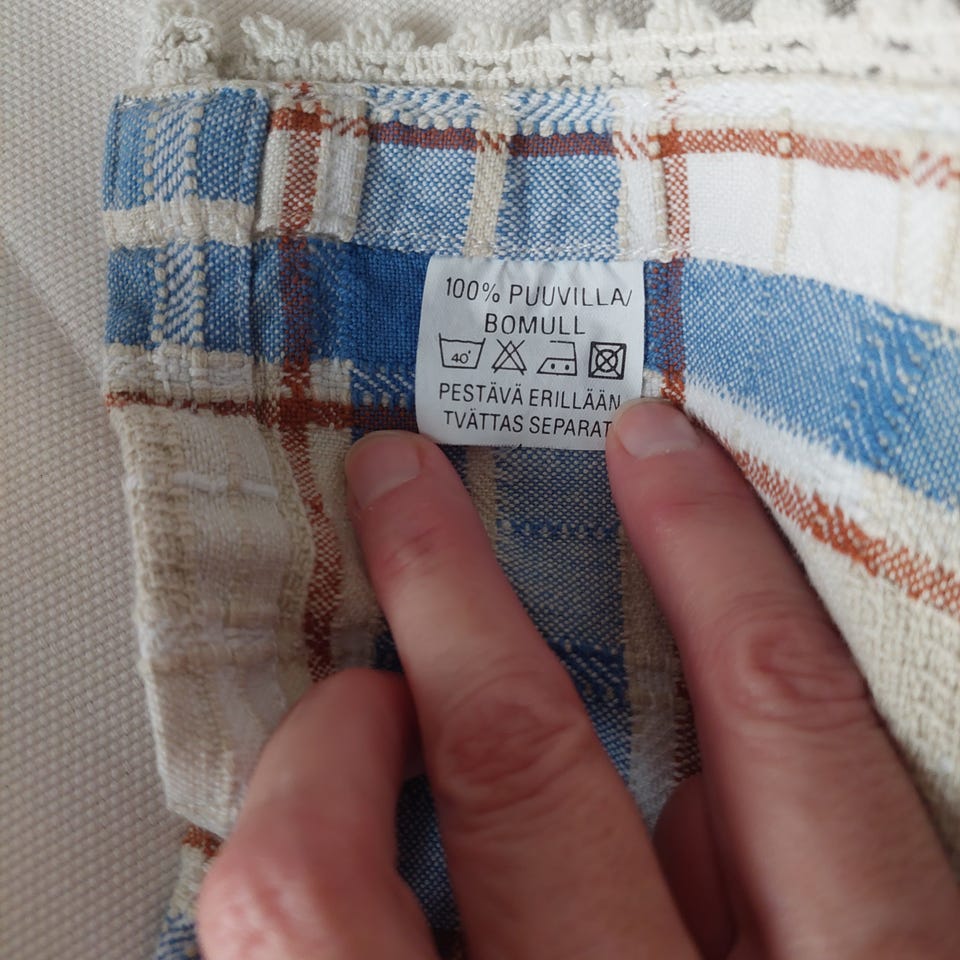 100% PUUVILLA/
BOMULL
40°
PESTÄVÄ ERILLÄÄN
TVÄTTAS SEPARAT